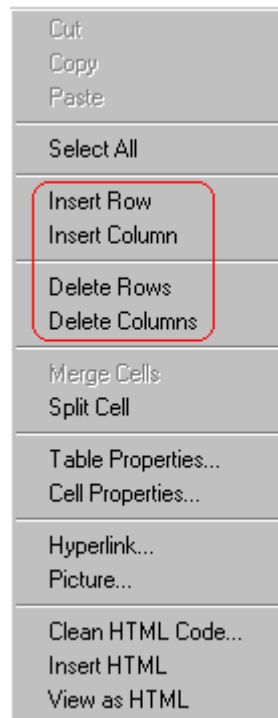 Cut
Copy
Paste
Select All
Insert Row
Insert Column
Delete Rows
Delete Columns
Merge Cells
Split Cell
Table Properties...
Cell Properties...
Hyperlink...
Picture...
Clean HTML Code...
Insert HTML
View as HTML